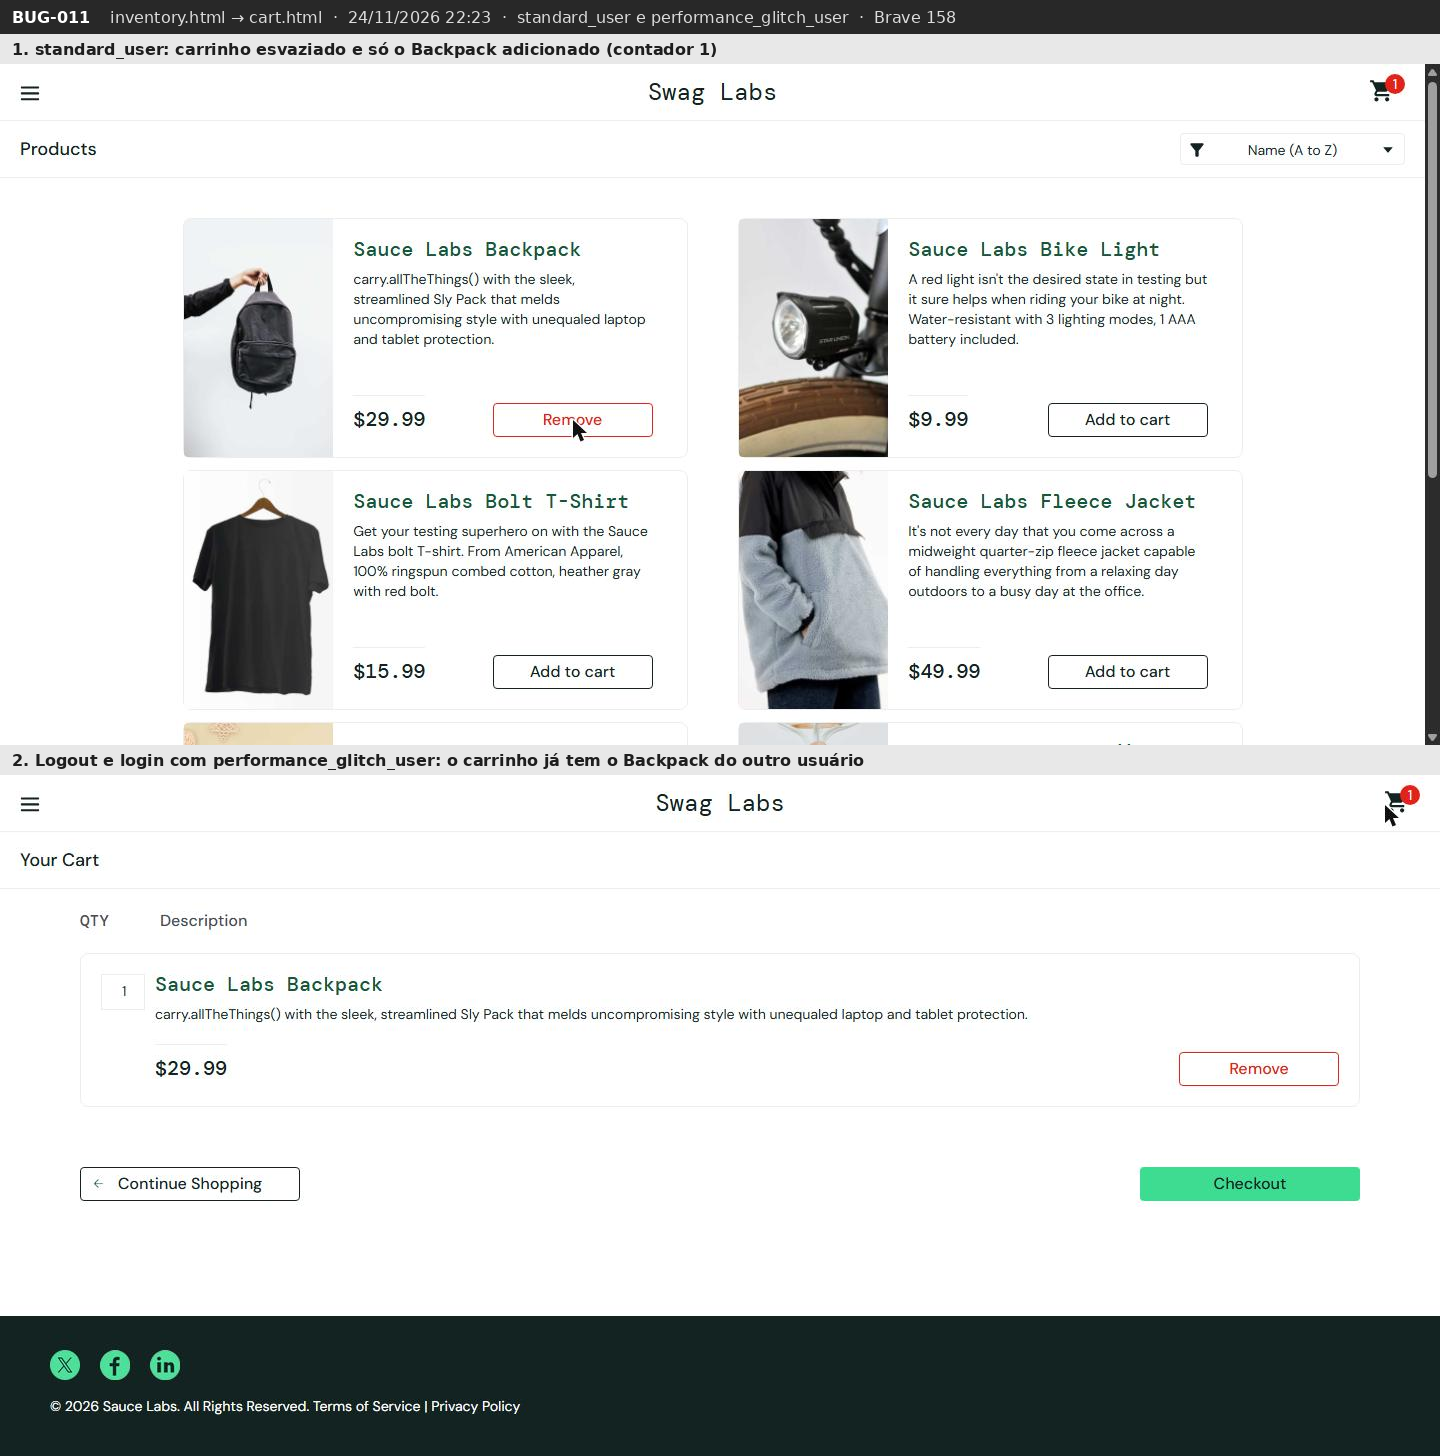 BUG-011 inventory.html → cart.html · 24/11/2026 22:23 · standard_user e performance_glitch_user · Brave 158
1. standard_user: carrinho esvaziado e só o Backpack adicionado (contador 1)
Swag Labs
1
Products
Name (A to Z)
Sauce Labs Backpack
carry.allTheThings() with the sleek,
streamlined Sly Pack that melds
uncompromising style with unequaled laptop
and tablet protection.
$29.99
Remove
Sauce Labs Bike Light
A red light isn't the desired state in testing but
it sure helps when riding your bike at night.
Water-resistant with 3 lighting modes, 1 AAA
battery included.
$9.99
Add to cart
Sauce Labs Bolt T-Shirt
Get your testing superhero on with the Sauce
Labs bolt T-shirt. From American Apparel,
100% ringspun combed cotton, heather gray
with red bolt.
$15.99
Add to cart
Sauce Labs Fleece Jacket
It's not every day that you come across a
midweight quarter-zip fleece jacket capable
of handling everything from a relaxing day
outdoors to a busy day at the office.
$49.99
Add to cart
2. Logout e login com performance_glitch_user: o carrinho já tem o Backpack do outro usuário
Swag Labs
1
Your Cart
QTY Description
1
Sauce Labs Backpack
carry.allTheThings() with the sleek, streamlined Sly Pack that melds uncompromising style with unequaled laptop and tablet protection.
$29.99
Remove
Continue Shopping
Checkout
© 2026 Sauce Labs. All Rights Reserved. Terms of Service | Privacy Policy